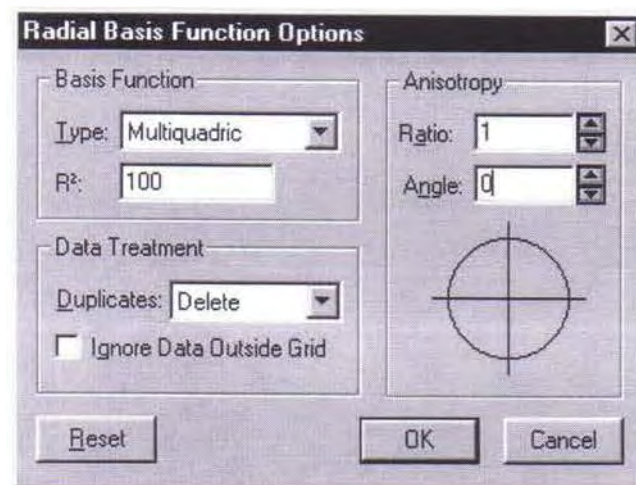 Radial Basis Function Options
Basis Function
Type: Multiquadric
R²: 100
Data Treatment
Duplicates: Delete
Ignore Data Outside Grid
Anisotropy
Ratio: 1
Angle: 0
Reset
OK
Cancel